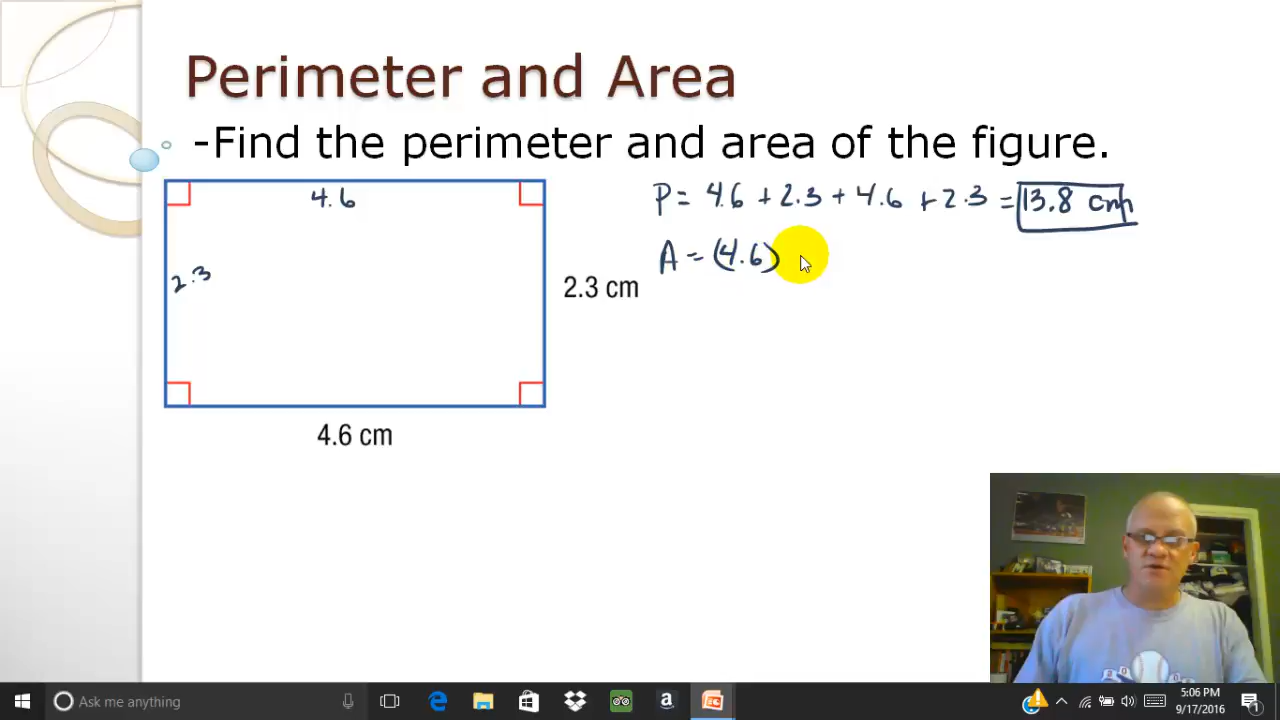 Perimeter and Area
-Find the perimeter and area of the figure.
4.6
P = 4.6 + 2.3 + 4.6 + 2.3 = 13.8 cm
A = (4.6)
2.3
2.3 cm
4.6 cm
Ask me anything
5:06 PM
9/17/2016